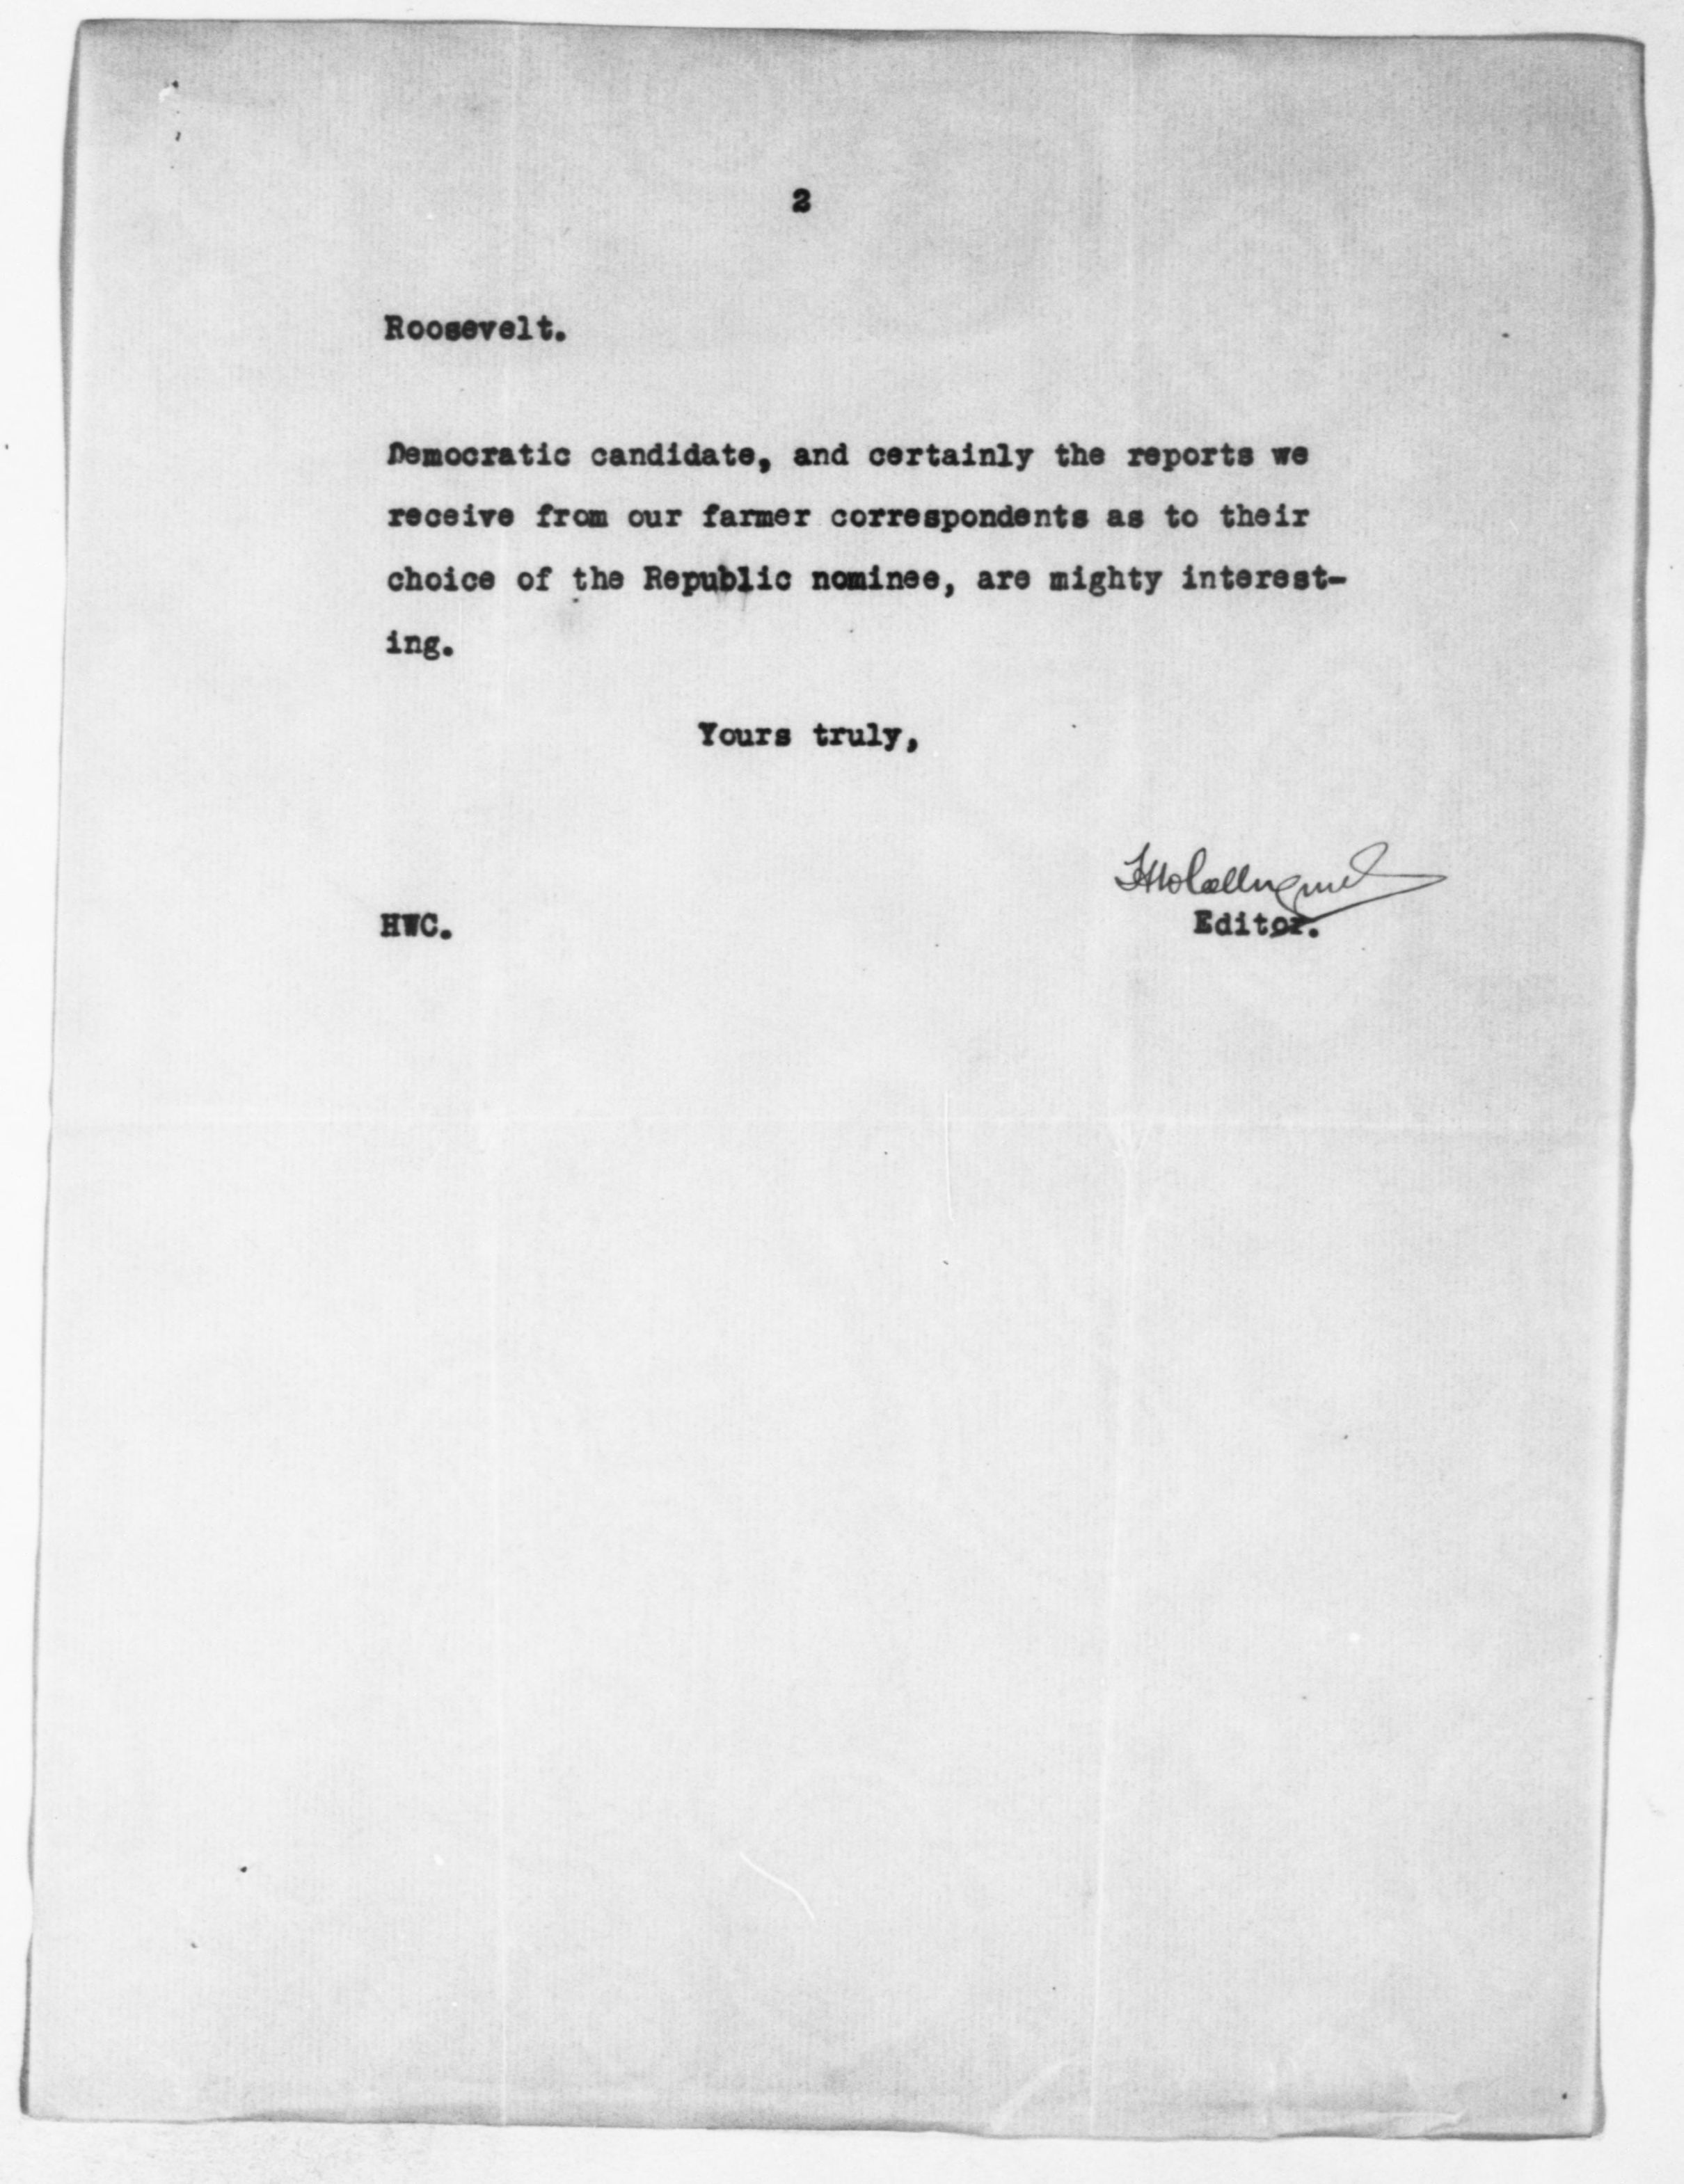 2
Roosevelt.
Democratic candidate, and certainly the reports we
receive from our farmer correspondents as to their
choice of the Republic nominee, are mighty interest-
ing.
Yours truly,
HWC.
Editor.